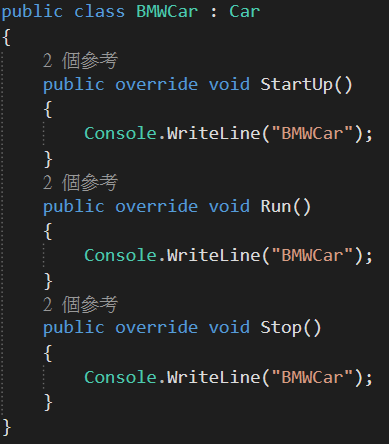 public class BMWCar : Car
{
2 個參考
public override void StartUp()
{
Console.WriteLine("BMWCar");
}
2 個參考
public override void Run()
{
Console.WriteLine("BMWCar");
}
2 個參考
public override void Stop()
{
Console.WriteLine("BMWCar");
}
}